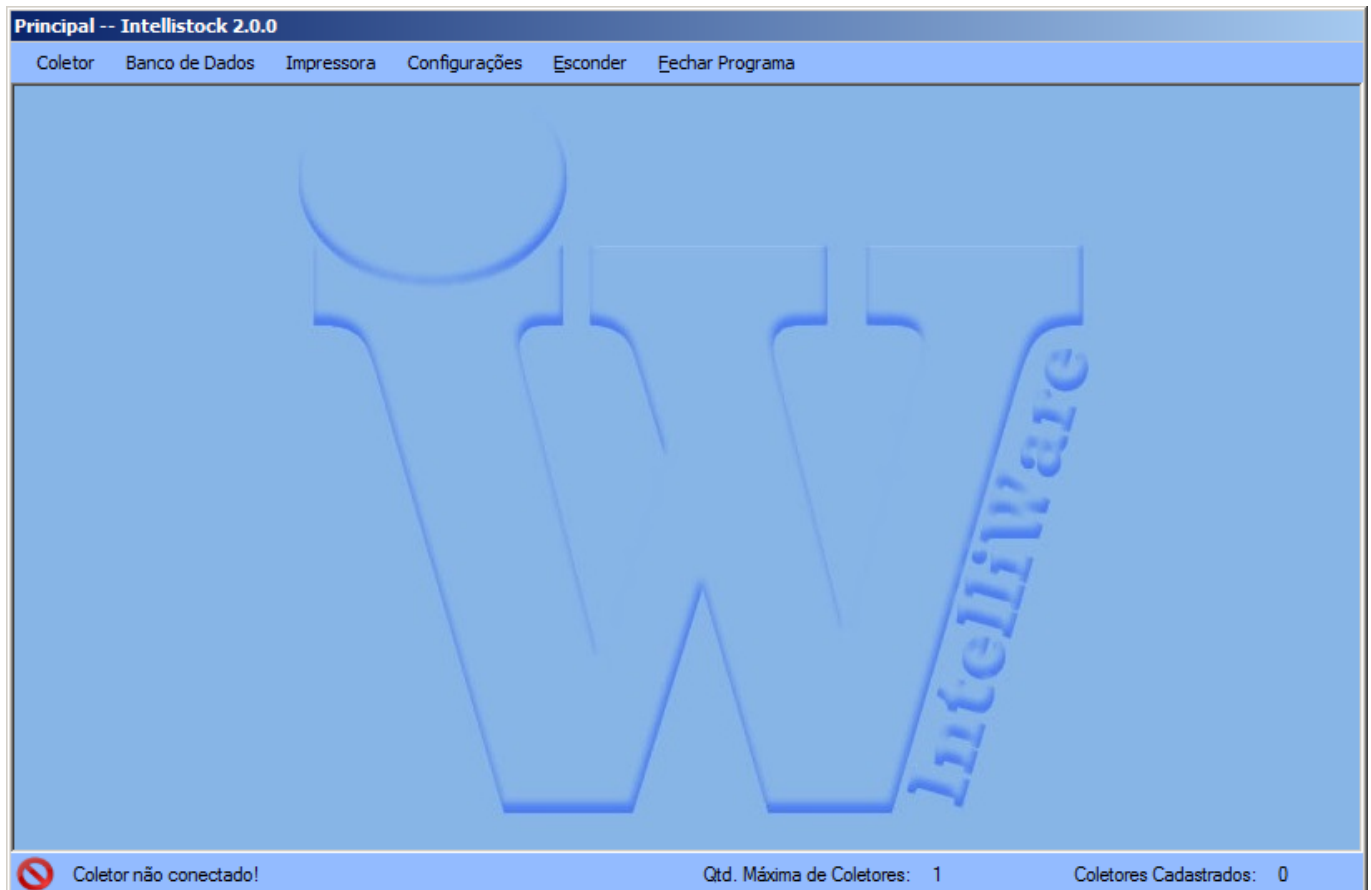 Principal -- Intellistock 2.0.0
Coletor Banco de Dados Impressora Configurações Esconder Fechar Programa
iW
IntelliWare
Coletor não conectado! Qtd. Máxima de Coletores: 1 Coletores Cadastrados: 0